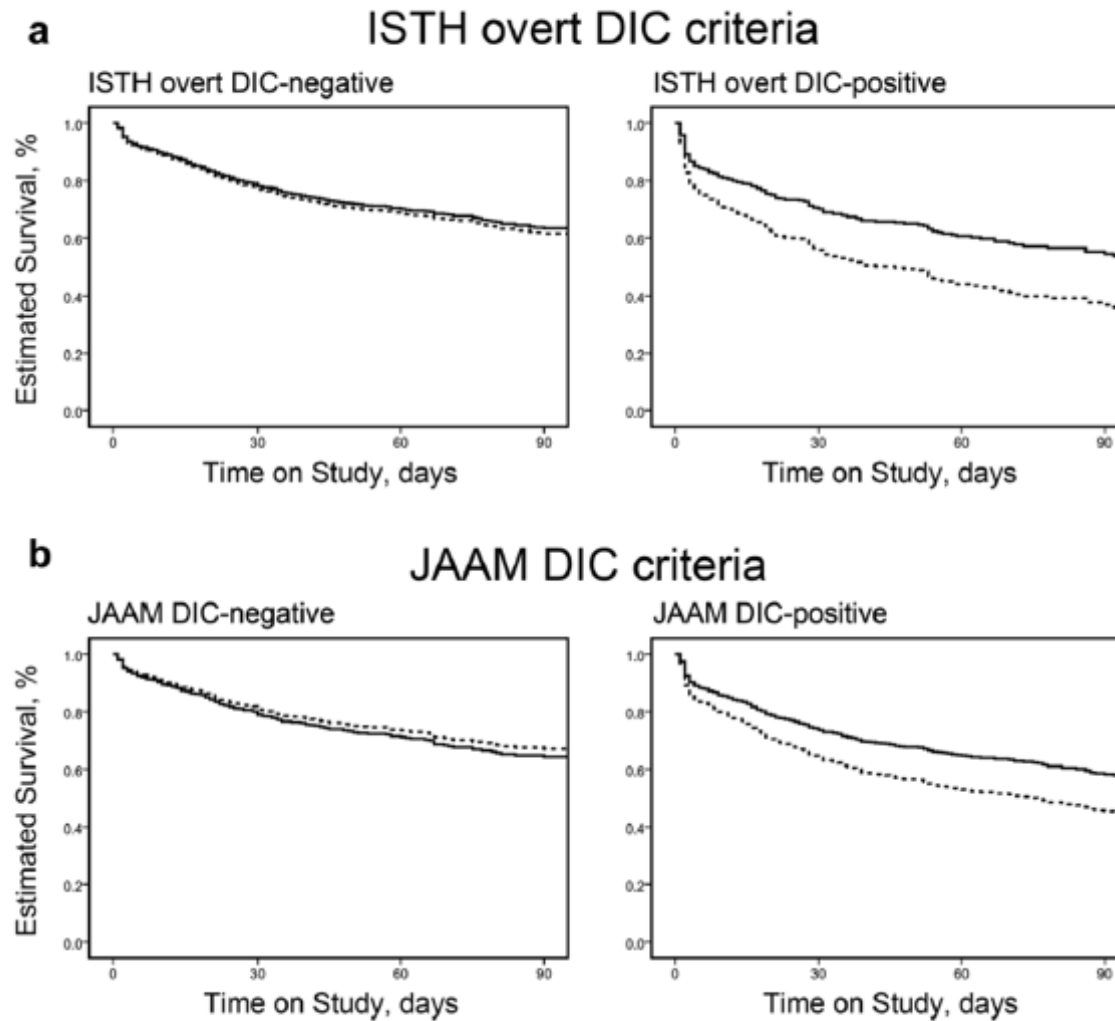 a
ISTH overt DIC criteria
ISTH overt DIC-negative
Estimated Survival, %
1.0
0.8
0.6
0.4
0.2
0.0
0
30
60
90
Time on Study, days
ISTH overt DIC-positive
1.0
0.8
0.6
0.4
0.2
0.0
0
30
60
90
Time on Study, days
b
JAAM DIC criteria
JAAM DIC-negative
Estimated Survival, %
1.0
0.8
0.6
0.4
0.2
0.0
0
30
60
90
Time on Study, days
JAAM DIC-positive
1.0
0.8
0.6
0.4
0.2
0.0
0
30
60
90
Time on Study, days